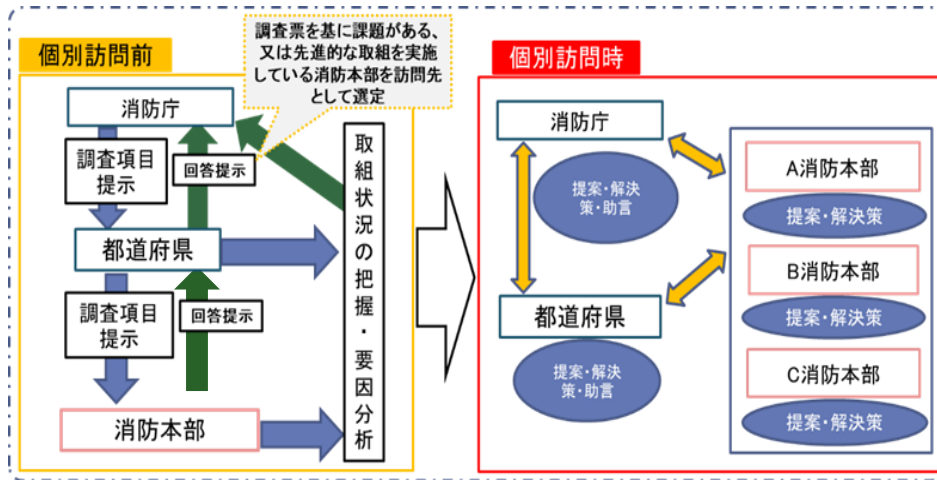 個別訪問前
調査票を基に課題がある、
又は先進的な取組を実施
している消防本部を訪問先
として選定
消防庁
調査項目
提示
回答提示
都道府県
調査項目
提示
回答提示
消防本部
取組状況の把握・要因分析
個別訪問時
消防庁
提案・解決
策・助言
都道府県
提案・解決
策・助言
A消防本部
提案・解決策
B消防本部
提案・解決策
C消防本部
提案・解決策